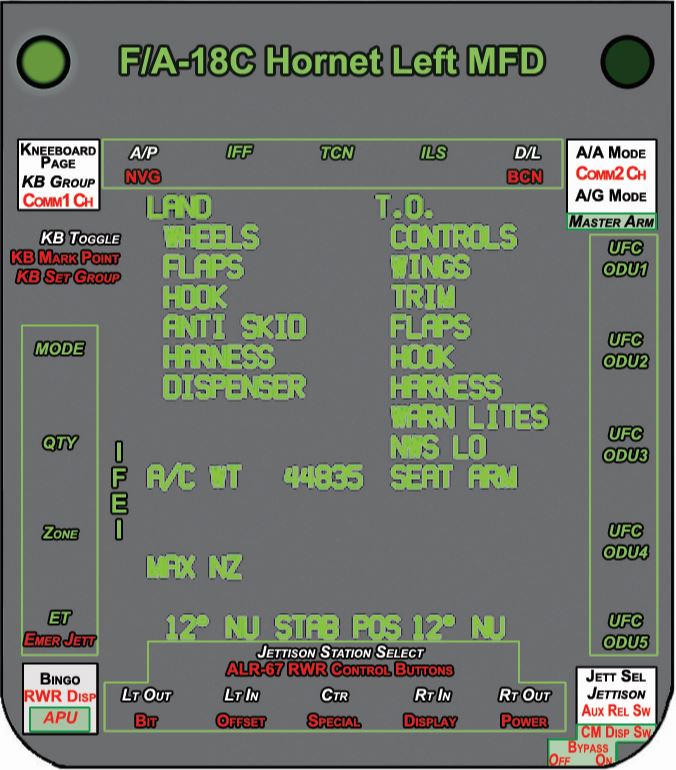 F/A-18C Hornet Left MFD
KNEEBOARD
PAGE
KB GROUP
COMM1 CH
A/P IFF TCN ILS D/L
NVG BCN
A/A MODE
COMM2 CH
A/G MODE
MASTER ARM
KB TOGGLE
KB MARK POINT
KB SET GROUP
LAND T.O.
WHEELS CONTROLS
FLAPS WINGS
HOOK TRIM
ANTI SKID FLAPS
HARNESS HOOK
DISPENSER HARNESS
WARN LITES
NWS LO
A/C WT 44835 SEAT ARM
MAX NZ
12° NU STAB POS 12° NU
MODE
QTY
ZONE
ET
EMER JETT
IFEI
UFC
ODU1
UFC
ODU2
UFC
ODU3
UFC
ODU4
UFC
ODU5
JETTISON STATION SELECT
ALR-67 RWR CONTROL BUTTONS
LT OUT LT IN CTR RT IN RT OUT
BIT OFFSET SPECIAL DISPLAY POWER
BINGO
RWR DISP
APU
JETT SEL
JETTISON
AUX REL SW
CM DISP SW
BYPASS
OFF ON